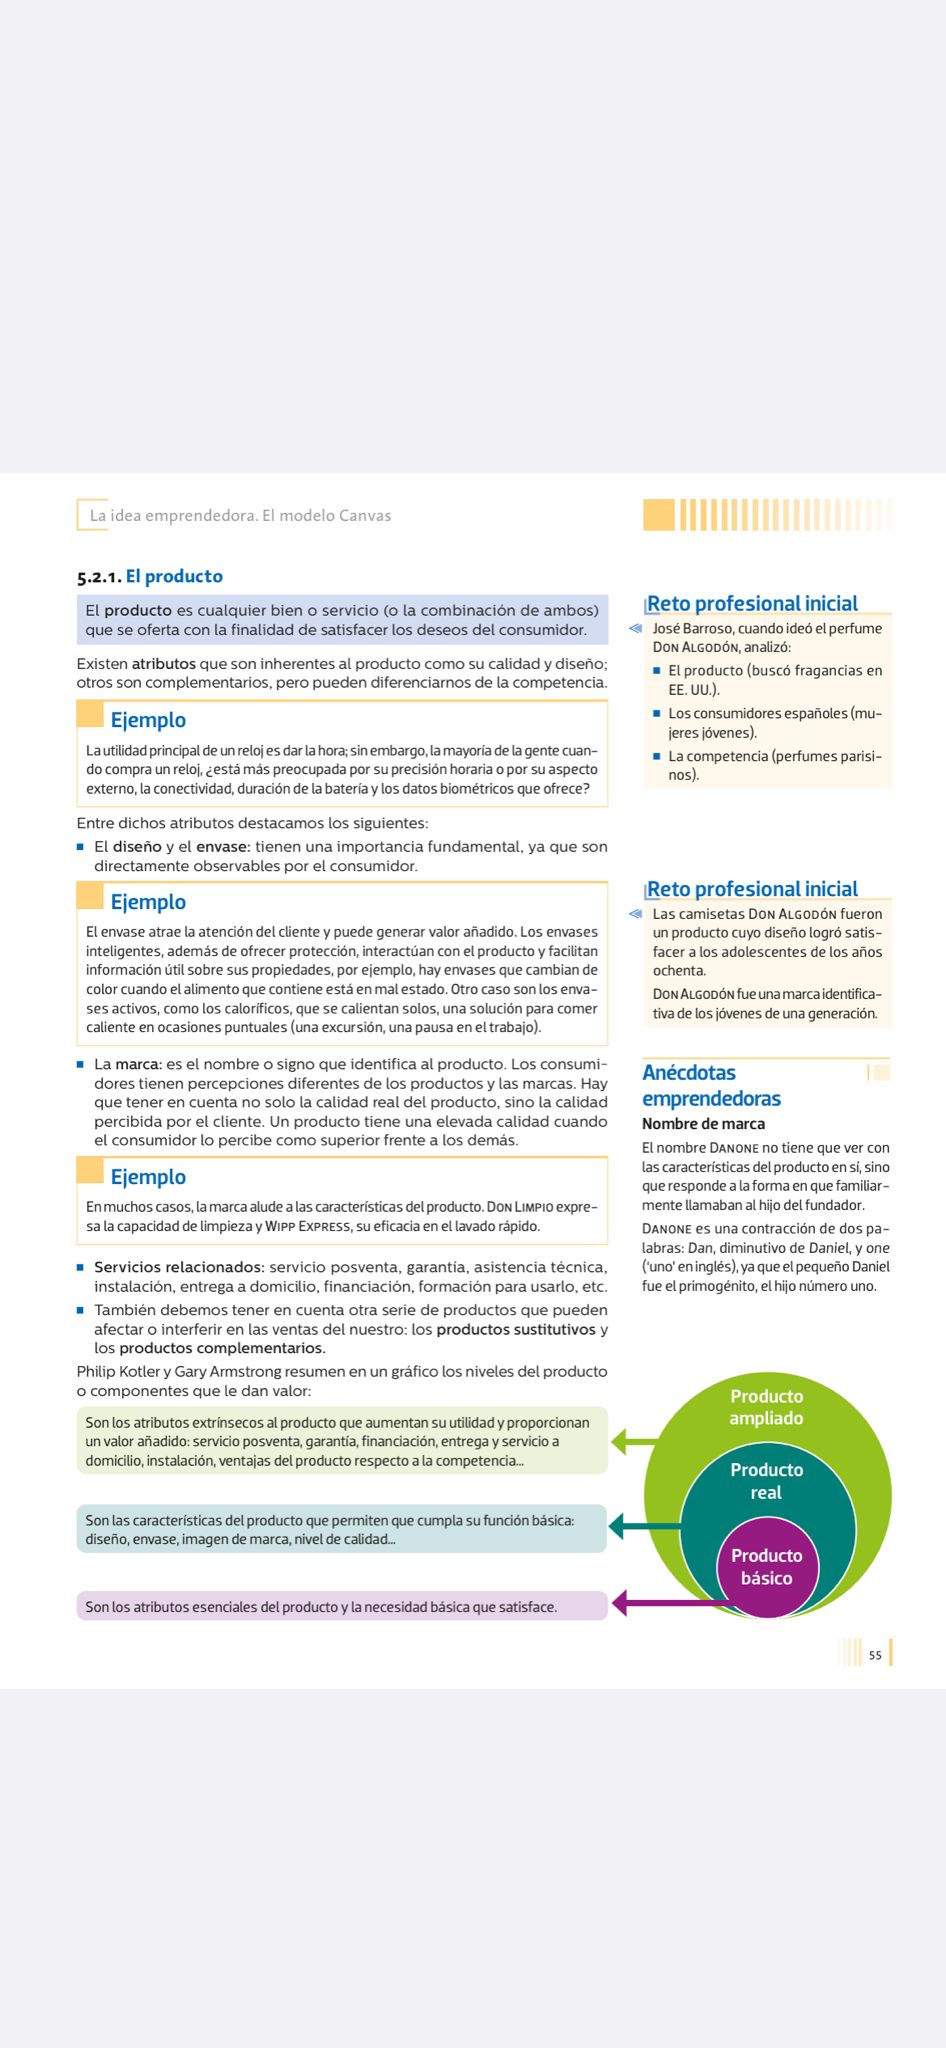 La idea emprendedora. El modelo Canvas
5.2.1. El producto
El producto es cualquier bien o servicio (o la combinación de ambos)
que se oferta con la finalidad de satisfacer los deseos del consumidor.
Existen atributos que son inherentes al producto como su calidad y diseño;
otros son complementarios, pero pueden diferenciarnos de la competencia.
Ejemplo
La utilidad principal de un reloj es dar la hora; sin embargo, la mayoría de la gente cuan-
do compra un reloj, ¿está más preocupada por su precisión horaria o por su aspecto
externo, la conectividad, duración de la batería y los datos biométricos que ofrece?
Entre dichos atributos destacamos los siguientes:
■ El diseño y el envase: tienen una importancia fundamental, ya que son
directamente observables por el consumidor.
Ejemplo
El envase atrae la atención del cliente y puede generar valor añadido. Los envases
inteligentes, además de ofrecer protección, interactúan con el producto y facilitan
información útil sobre sus propiedades, por ejemplo, hay envases que cambian de
color cuando el alimento que contiene está en mal estado. Otro caso son los enva-
ses activos, como los caloríficos, que se calientan solos, una solución para comer
caliente en ocasiones puntuales (una excursión, una pausa en el trabajo).
■ La marca: es el nombre o signo que identifica al producto. Los consumi-
dores tienen percepciones diferentes de los productos y las marcas. Hay
que tener en cuenta no solo la calidad real del producto, sino la calidad
percibida por el cliente. Un producto tiene una elevada calidad cuando
el consumidor lo percibe como superior frente a los demás.
Ejemplo
En muchos casos, la marca alude a las características del producto. DON LIMPIO expre-
sa la capacidad de limpieza y WIPP EXPRESS, su eficacia en el lavado rápido.
■ Servicios relacionados: servicio posventa, garantía, asistencia técnica,
instalación, entrega a domicilio, financiación, formación para usarlo, etc.
■ También debemos tener en cuenta otra serie de productos que pueden
afectar o interferir en las ventas del nuestro: los productos sustitutivos y
los productos complementarios.
Philip Kotler y Gary Armstrong resumen en un gráfico los niveles del producto
o componentes que le dan valor:
Son los atributos extrínsecos al producto que aumentan su utilidad y proporcionan
un valor añadido: servicio posventa, garantía, financiación, entrega y servicio a
domicilio, instalación, ventajas del producto respecto a la competencia...
Son las características del producto que permiten que cumpla su función básica:
diseño, envase, imagen de marca, nivel de calidad...
Son los atributos esenciales del producto y la necesidad básica que satisface.
Reto profesional inicial
José Barroso, cuando ideó el perfume
DON ALGODÓN, analizó:
■ El producto (buscó fragancias en
EE. UU.).
■ Los consumidores españoles (mu-
jeres jóvenes).
■ La competencia (perfumes parisi-
nos).
Reto profesional inicial
Las camisetas DON ALGODÓN fueron
un producto cuyo diseño logró satis-
facer a los adolescentes de los años
ochenta.
DON ALGODÓN fue una marca identifica-
tiva de los jóvenes de una generación.
Anécdotas
emprendedoras
Nombre de marca
El nombre DANONE no tiene que ver con
las características del producto en sí, sino
que responde a la forma en que familiar-
mente llamaban al hijo del fundador.
DANONE es una contracción de dos pa-
labras: Dan, diminutivo de Daniel, y one
('uno' en inglés), ya que el pequeño Daniel
fue el primogénito, el hijo número uno.
Producto
ampliado
Producto
real
Producto
básico
55